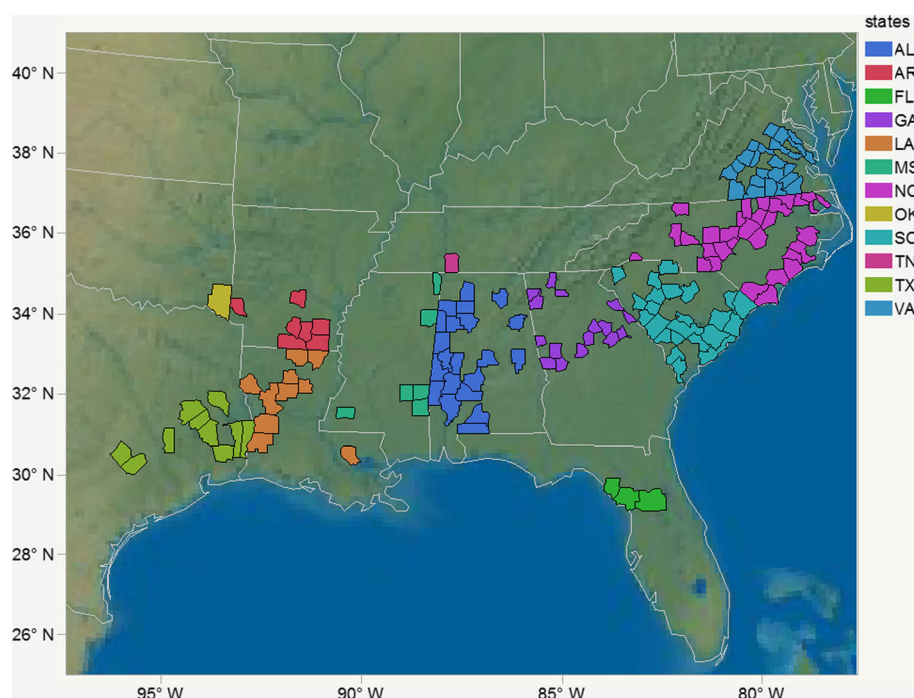 states
AL
AR
FL
GA
LA
MS
NC
OK
SC
TN
TX
VA
40° N
38° N
36° N
34° N
32° N
30° N
28° N
26° N
95° W
90° W
85° W
80° W